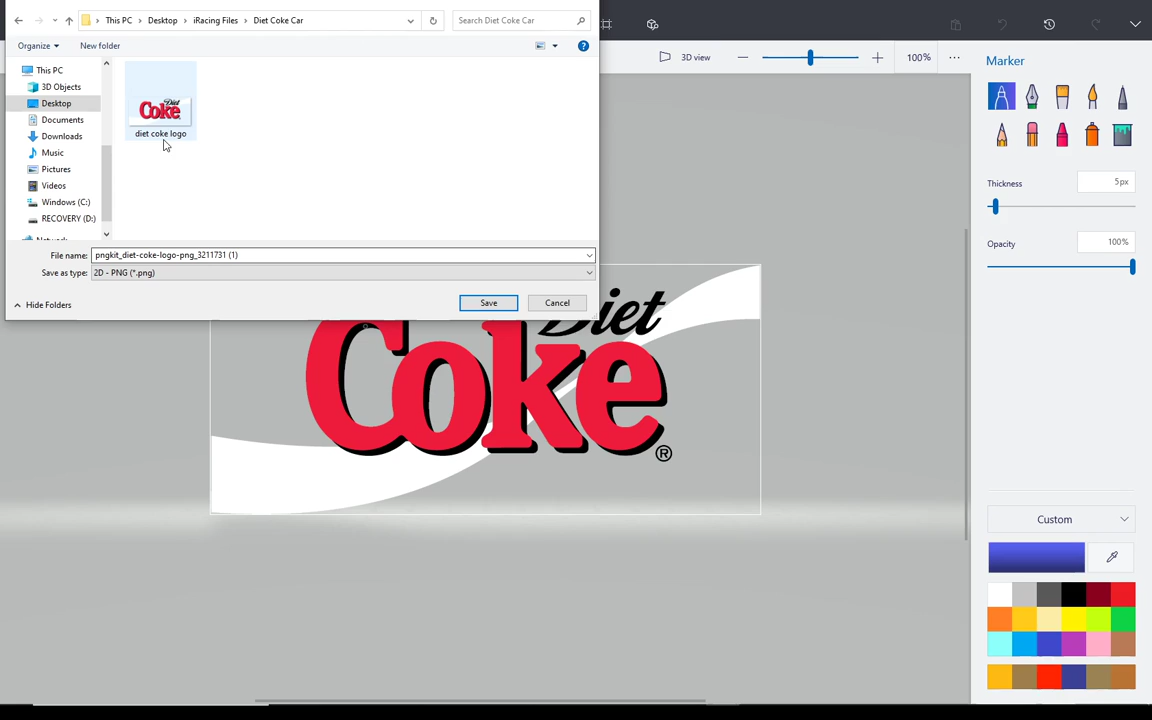 This PC › Desktop › iRacing Files › Diet Coke Car
Search Diet Coke Car
Organize
New folder
3D view
100%
Marker
This PC
3D Objects
Desktop
Documents
Downloads
Music
Pictures
Videos
Windows (C:)
RECOVERY (D:)
Network
Diet
Coke
diet coke logo
File name:
pngkit_diet-coke-logo-png_3211731 (1)
Save as type:
2D - PNG (*.png)
Hide Folders
Save
Cancel
Diet
Coke
®
Thickness
5px
Opacity
100%
Custom